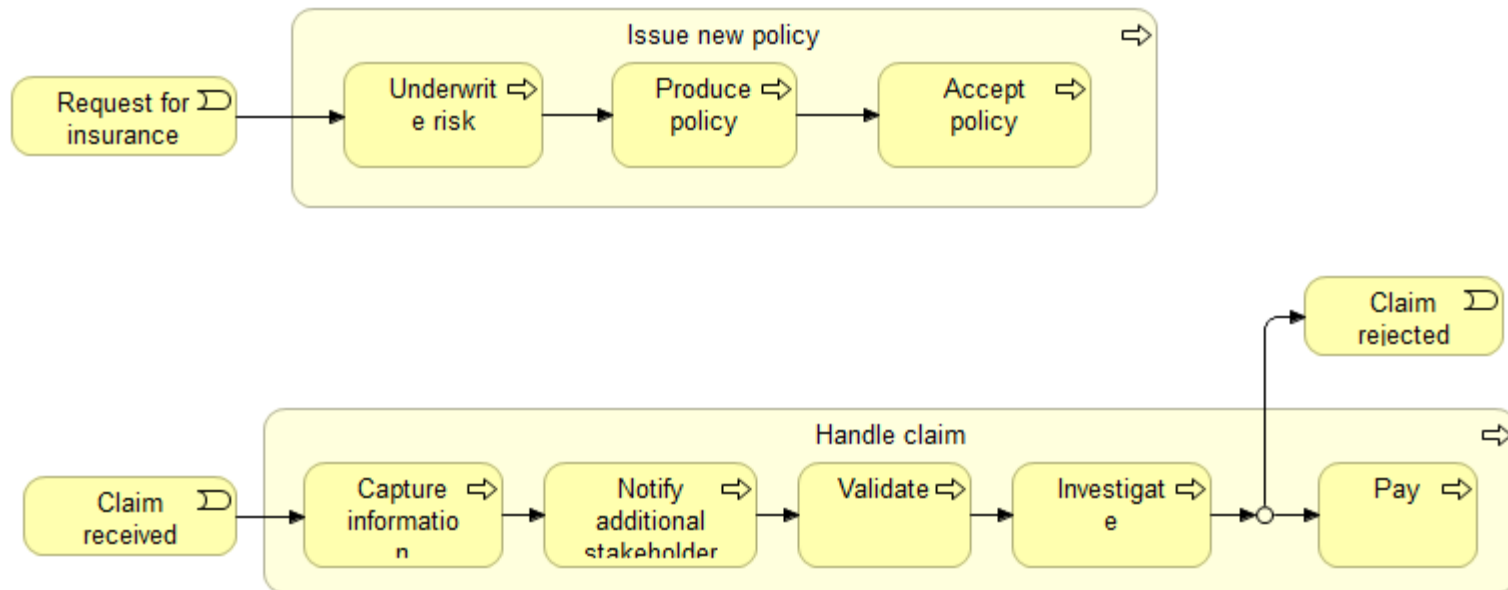 Issue new policy
Request for
insurance
Underwrit
e risk
Produce
policy
Accept
policy
Claim
rejected
Handle claim
Claim
received
Capture
informatio
n
Notify
additional
stakeholder
Validate
Investigat
e
Pay